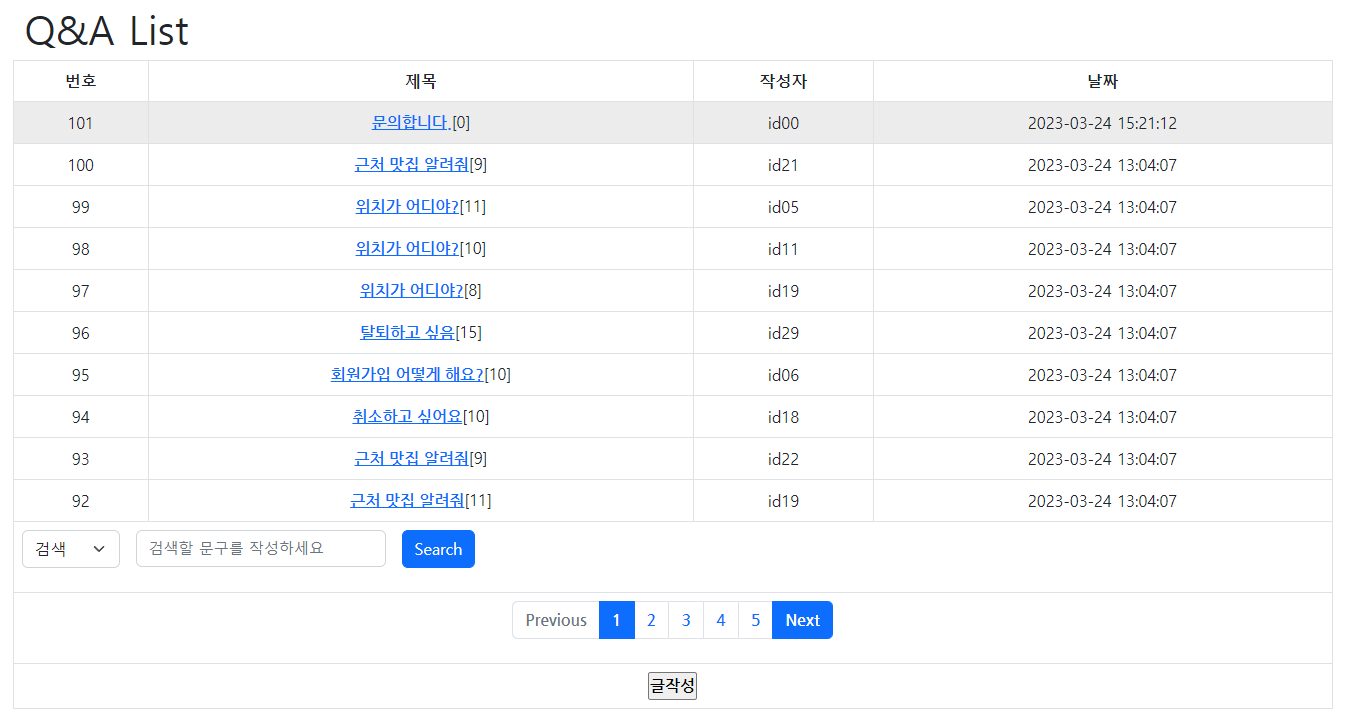 Q&A List
번호 제목 작성자 날짜
101 문의합니다.[0] id00 2023-03-24 15:21:12
100 근처 맛집 알려줘[9] id21 2023-03-24 13:04:07
99 위치가 어디야?[11] id05 2023-03-24 13:04:07
98 위치가 어디야?[10] id11 2023-03-24 13:04:07
97 위치가 어디야?[8] id19 2023-03-24 13:04:07
96 탈퇴하고 싶음[15] id29 2023-03-24 13:04:07
95 회원가입 어떻게 해요?[10] id06 2023-03-24 13:04:07
94 취소하고 싶어요[10] id18 2023-03-24 13:04:07
93 근처 맛집 알려줘[9] id22 2023-03-24 13:04:07
92 근처 맛집 알려줘[11] id19 2023-03-24 13:04:07
검색 검색할 문구를 작성하세요 Search
Previous 1 2 3 4 5 Next
글작성